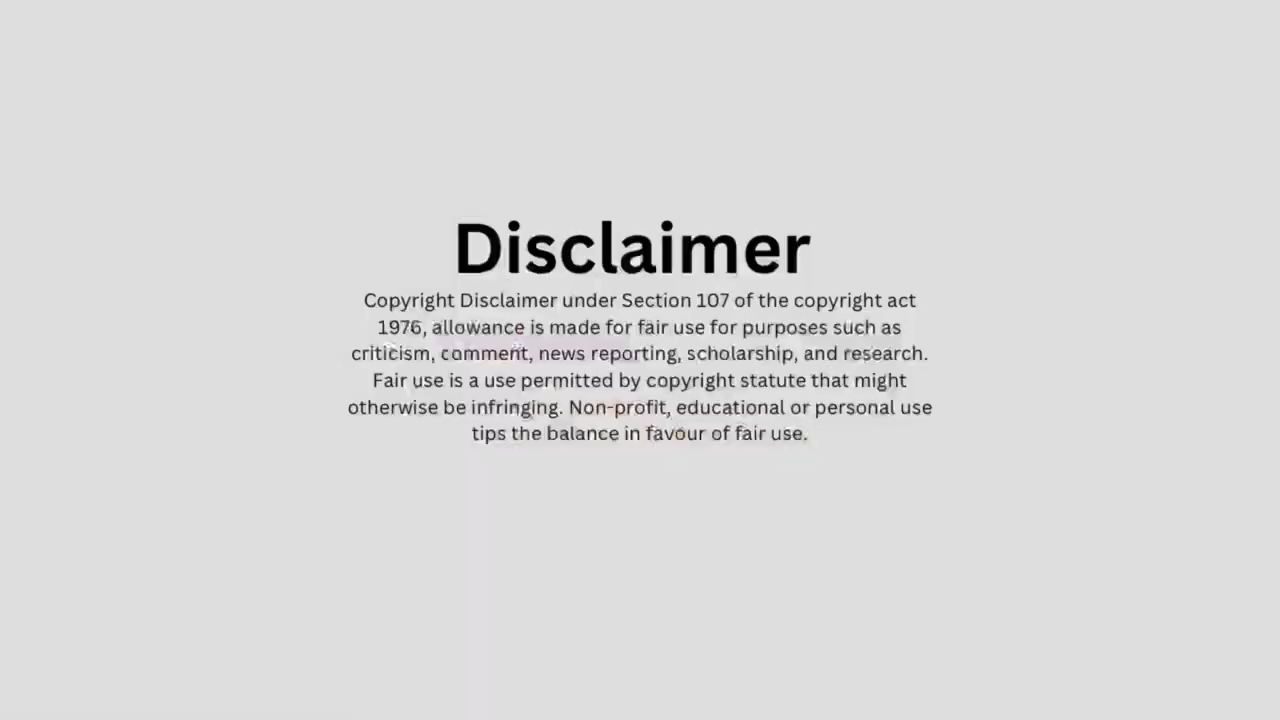 Disclaimer
Copyright Disclaimer under Section 107 of the copyright act
1976, allowance is made for fair use for purposes such as
criticism, comment, news reporting, scholarship, and research.
Fair use is a use permitted by copyright statute that might
otherwise be infringing. Non-profit, educational or personal use
tips the balance in favour of fair use.